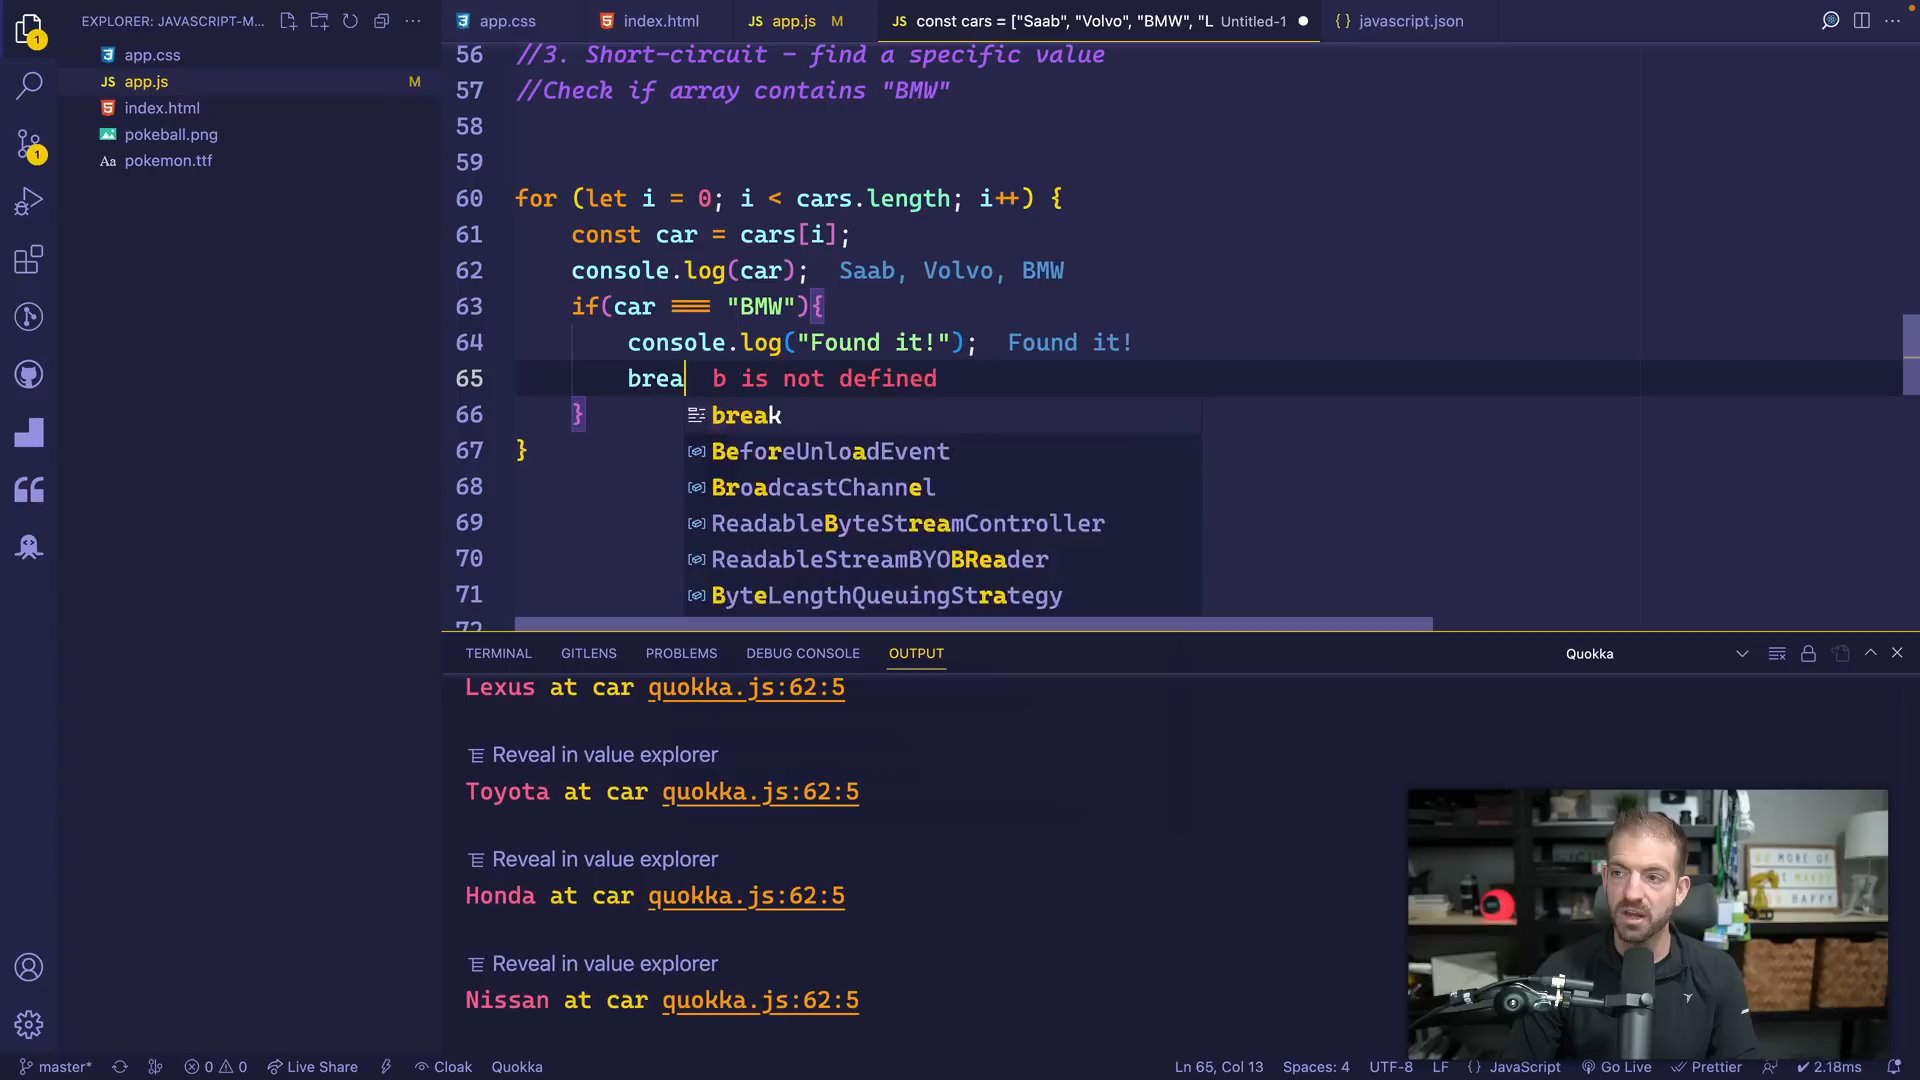 EXPLORER: JAVASCRIPT-M...
app.css
index.html
JS app.js M
JS const cars = ["Saab", "Volvo", "BMW", "L Untitled-1
{ } javascript.json
1
app.css
JS app.js M
index.html
pokeball.png
Aa pokemon.ttf
1
56 //3. Short-circuit - find a specific value
57 //Check if array contains "BMW"
58
59
60 for (let i = 0; i < cars.length; i++) {
61 const car = cars[i];
62 console.log(car); Saab, Volvo, BMW
63 if(car === "BMW"){
64 console.log("Found it!"); Found it!
65 brea b is not defined
66 }
67 }
68
69
70
71
72
break
BeforeUnloadEvent
BroadcastChannel
ReadableByteStreamController
ReadableStreamBYOBReader
ByteLengthQueuingStrategy
TERMINAL GITLENS PROBLEMS DEBUG CONSOLE OUTPUT Quokka
Lexus at car quokka.js:62:5
Reveal in value explorer
Toyota at car quokka.js:62:5
Reveal in value explorer
Honda at car quokka.js:62:5
Reveal in value explorer
Nissan at car quokka.js:62:5
master* 0 0 Live Share Cloak Quokka Ln 65, Col 13 Spaces: 4 UTF-8 LF { } JavaScript Go Live Prettier 2.18ms